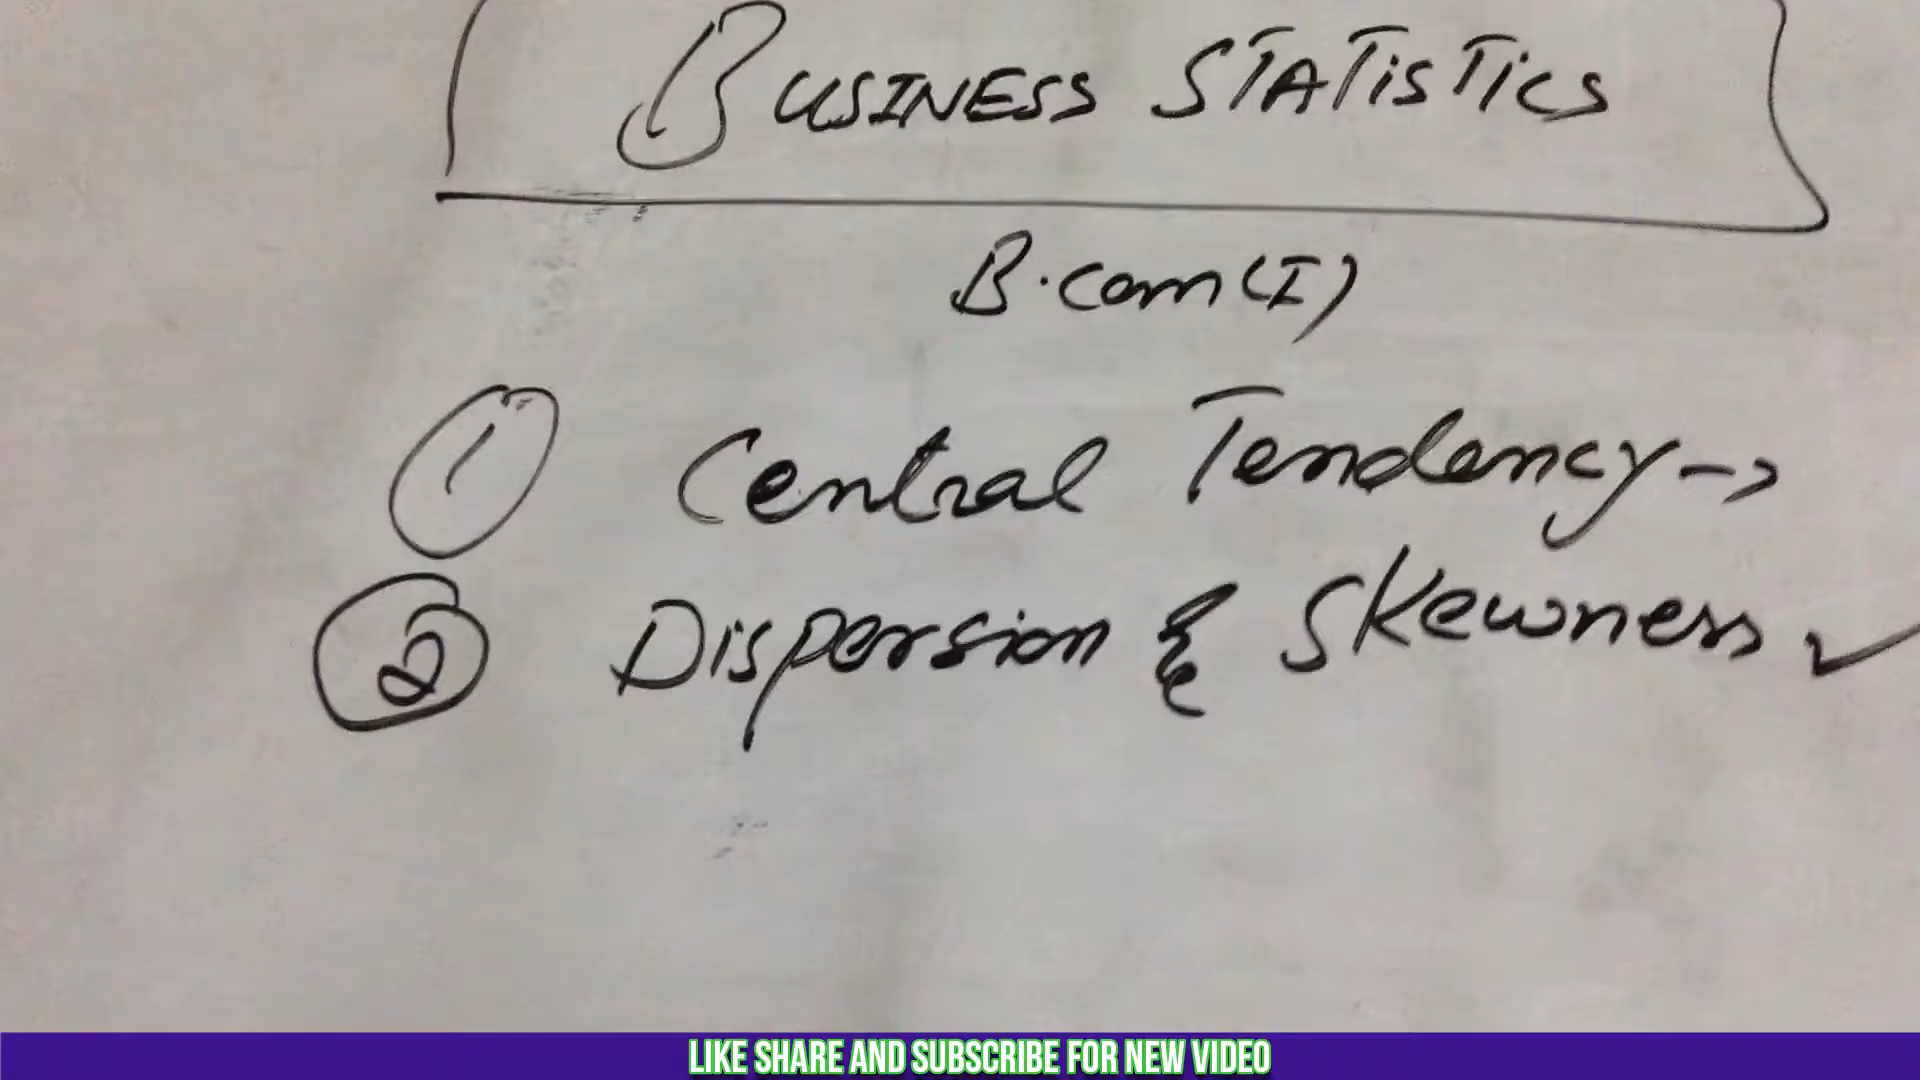 BUSINESS STATISTICS
B.com (I)
1 Central Tendency →
2 Dispersion & Skewness ✓
LIKE SHARE AND SUBSCRIBE FOR NEW VIDEO